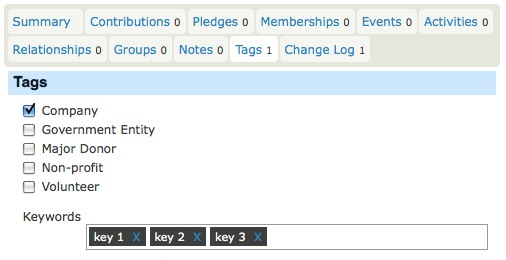 Summary Contributions 0 Pledges 0 Memberships 0 Events 0 Activities 0
Relationships 0 Groups 0 Notes 0 Tags 1 Change Log 1
Tags
Company
Government Entity
Major Donor
Non-profit
Volunteer
Keywords
key 1 X key 2 X key 3 X